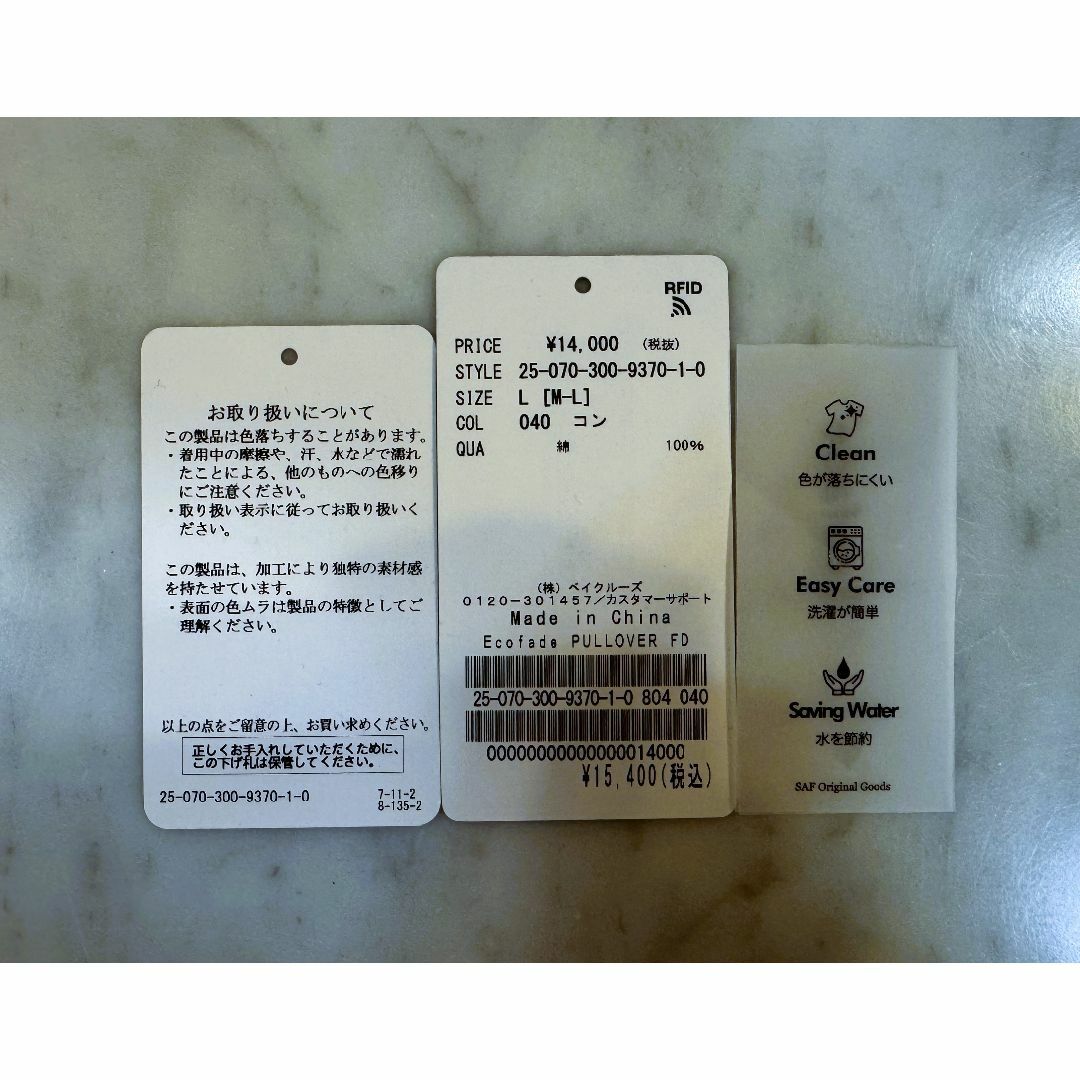 お取り扱いについて
この製品は色落ちすることがあります。
・着用中の摩擦や、汗、水などで濡れ
たことによる、他のものへの色移り
にご注意ください。
・取り扱い表示に従ってお取り扱いく
ださい。
この製品は、加工により独特の素材感
を持たせています。
・表面の色ムラは製品の特徴としてご
理解ください。
以上の点をご留意の上、お買い求めください。
正しくお手入れしていただくために、
この下げ札は保管してください。
25-070-300-9370-1-0
7-11-2
8-135-2
RFID
PRICE ¥14,000 (税抜)
STYLE 25-070-300-9370-1-0
SIZE L [M-L]
COL 040 コン
QUA 綿 100%
(株) ベイクルーズ
0120-301457/カスタマーサポート
Made in China
Ecofade PULLOVER FD
25-070-300-9370-1-0 804 040
00000000000000014000
¥15,400(税込)
Clean
色が落ちにくい
Easy Care
洗濯が簡単
Saving Water
水を節約
SAF Original Goods